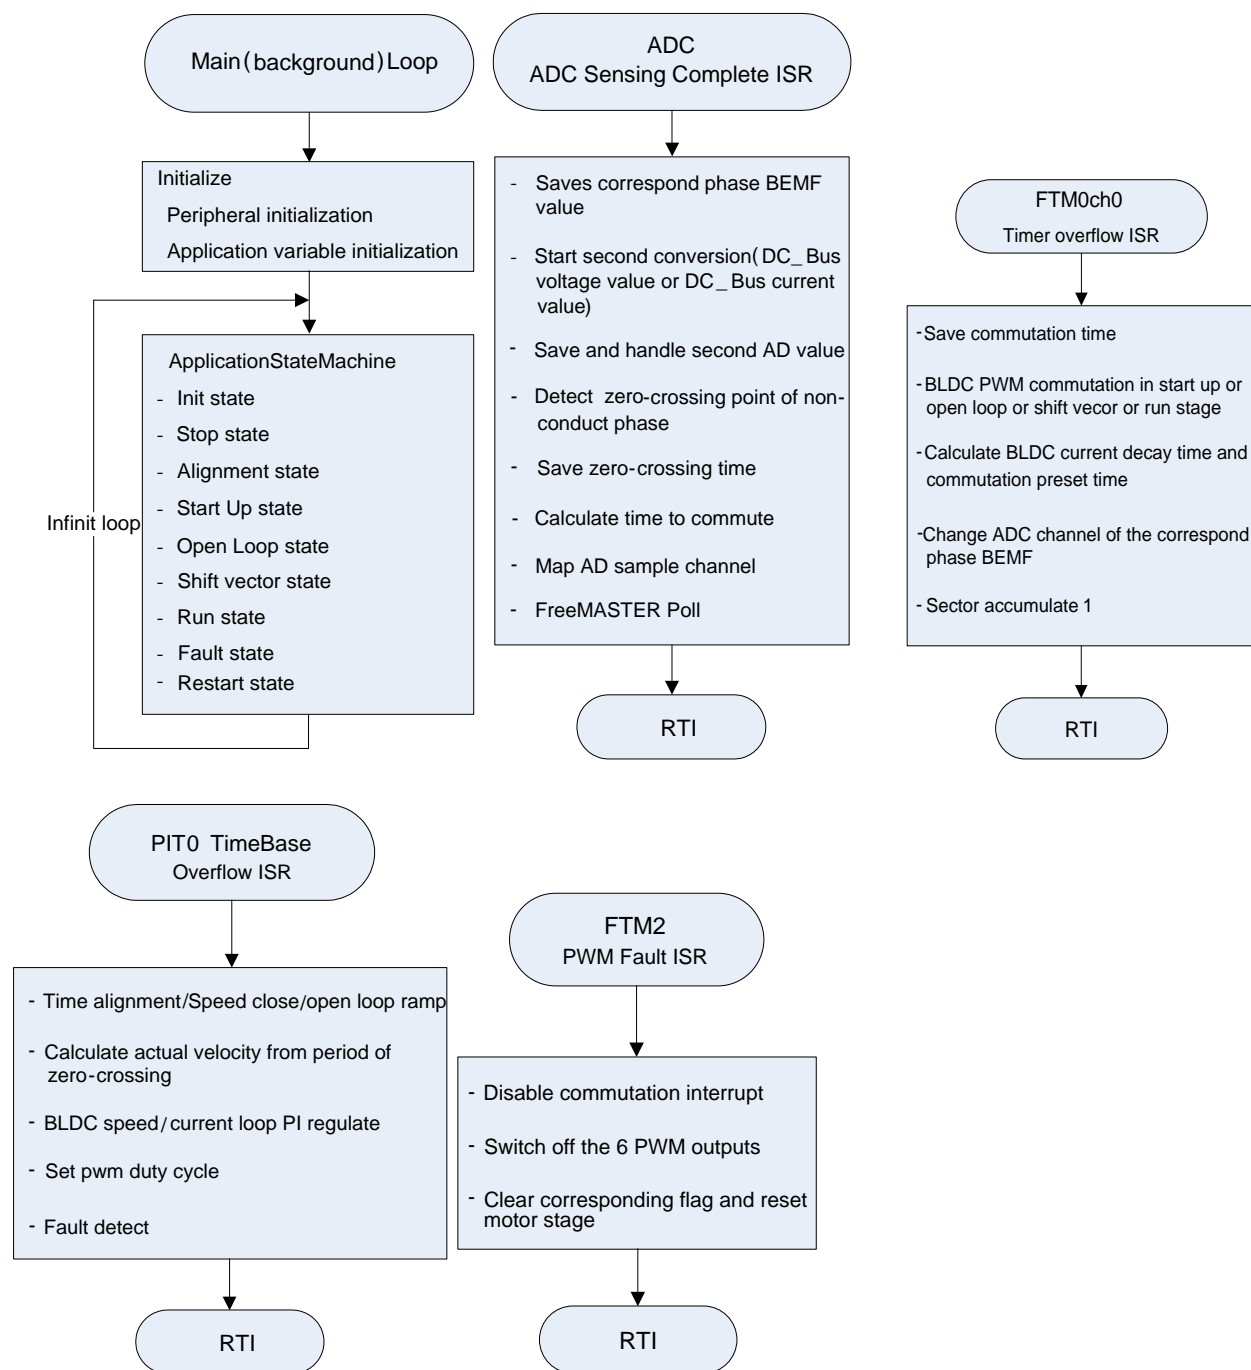 Main(background)Loop
Initialize
Peripheral initialization
Application variable initialization
Infinit loop
ApplicationStateMachine
- Init state
- Stop state
- Alignment state
- Start Up state
- Open Loop state
- Shift vector state
- Run state
- Fault state
- Restart state
ADC
ADC Sensing Complete ISR
- Saves correspond phase BEMF
value
- Start second conversion(DC_Bus
voltage value or DC_Bus current
value)
- Save and handle second AD value
- Detect zero-crossing point of non-
conduct phase
- Save zero-crossing time
- Calculate time to commute
- Map AD sample channel
- FreeMASTER Poll
RTI
FTM0ch0
Timer overflow ISR
-Save commutation time
-BLDC PWM commutation in start up or
open loop or shift vecor or run stage
-Calculate BLDC current decay time and
commutation preset time
-Change ADC channel of the correspond
phase BEMF
-Sector accumulate 1
RTI
PIT0 TimeBase
Overflow ISR
- Time alignment/Speed close/open loop ramp
- Calculate actual velocity from period of
zero-crossing
- BLDC speed/current loop PI regulate
- Set pwm duty cycle
- Fault detect
RTI
FTM2
PWM Fault ISR
- Disable commutation interrupt
- Switch off the 6 PWM outputs
- Clear corresponding flag and reset
motor stage
RTI